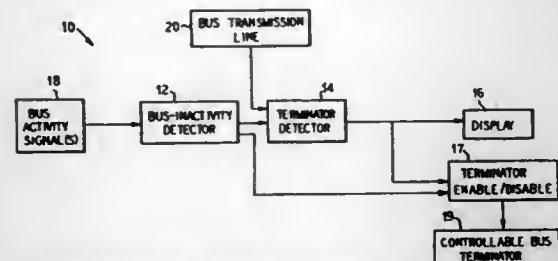 10
20
BUS TRANSMISSION
LINE
18
BUS
ACTIVITY
SIGNAL(S)
12
BUS-INACTIVITY
DETECTOR
14
TERMINATOR
DETECTOR
16
DISPLAY
17
TERMINATOR
ENABLE/DISABLE
19
CONTROLLABLE BUS
TERMINATOR